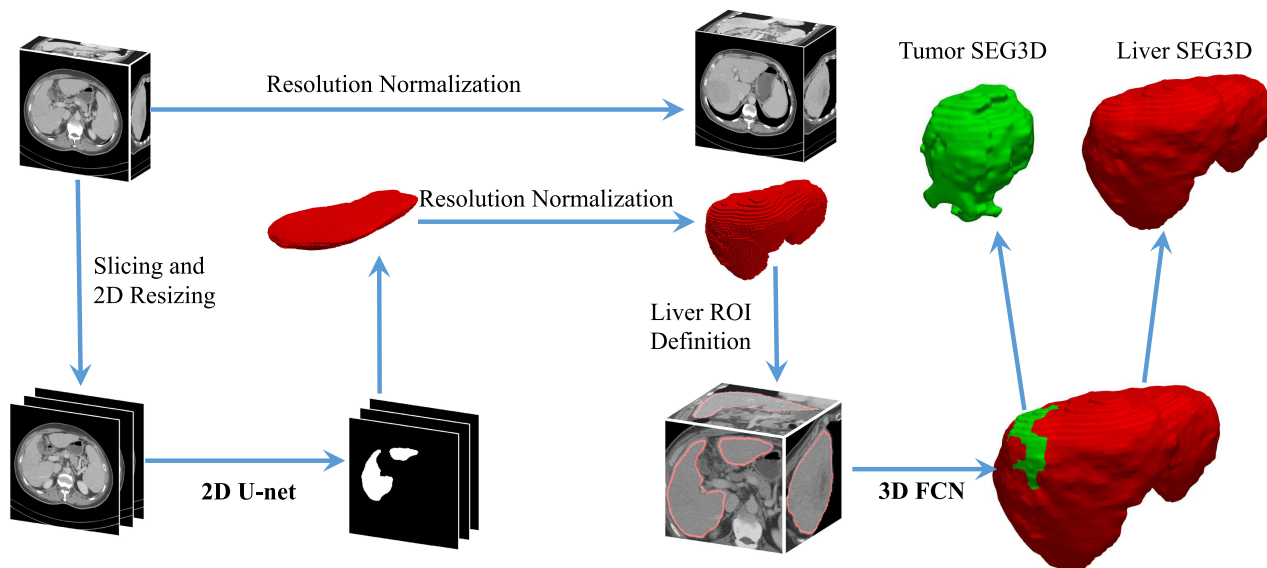 Tumor SEG3D
Liver SEG3D
Resolution Normalization
Resolution Normalization
Slicing and
2D Resizing
Liver ROI
Definition
2D U-net
3D FCN